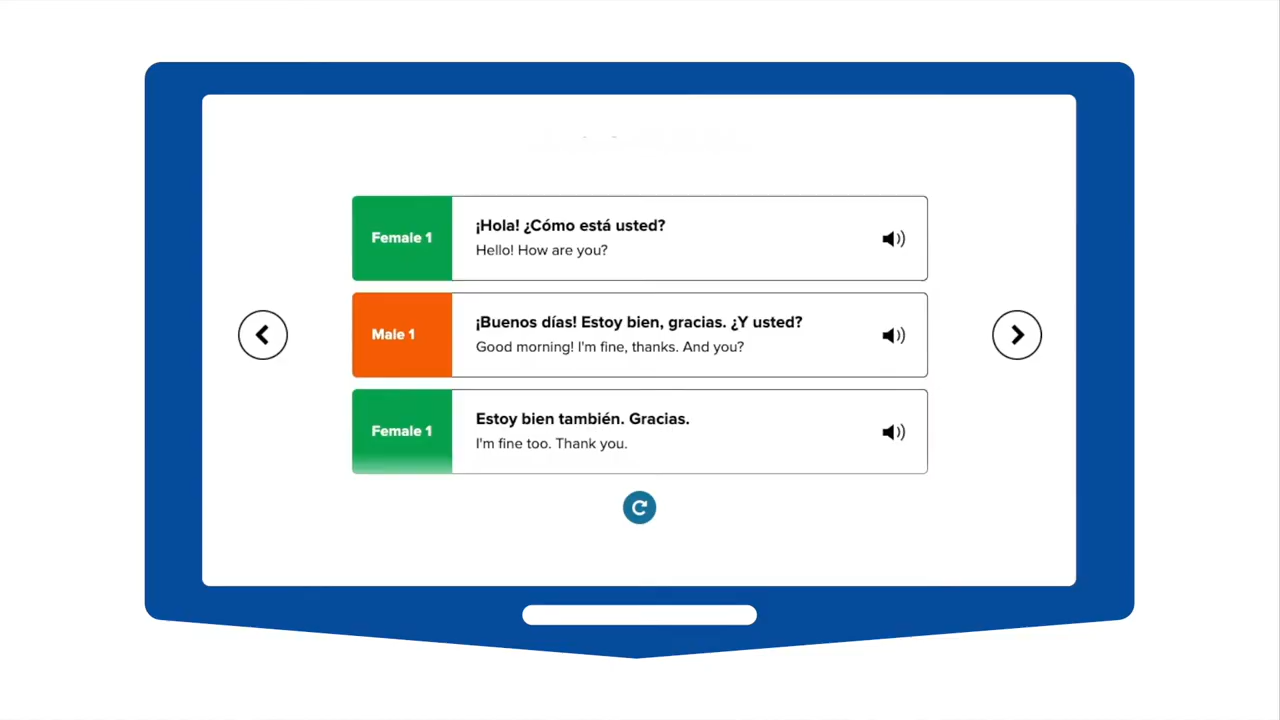 Female 1
¡Hola! ¿Cómo está usted?
Hello! How are you?
Male 1
¡Buenos días! Estoy bien, gracias. ¿Y usted?
Good morning! I'm fine, thanks. And you?
Female 1
Estoy bien también. Gracias.
I'm fine too. Thank you.